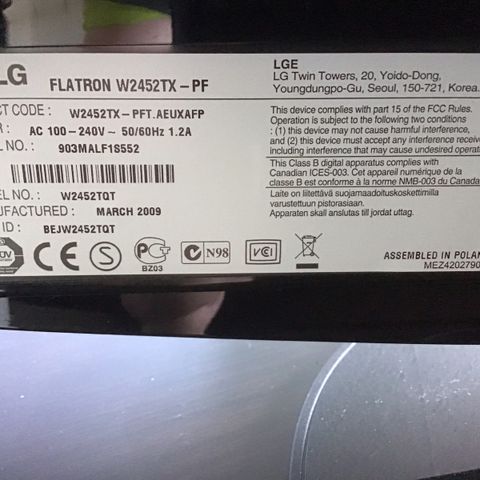 LG
FLATRON W2452TX-PF
CT CODE : W2452TX-PFT.AEUXAFP
R : AC 100-240V ~ 50/60Hz 1.2A
L NO. : 903MALF1S552
EL NO. : W2452TQT
UFACTURED : MARCH 2009
ID : BEJW2452TQT
TÜV
CE
S
PCT
BZ03
N98
VCCI
LGE
LG Twin Towers, 20, Yoido-Dong,
Youngdungpo-Gu, Seoul, 150-721, Korea.
This device complies with part 15 of the FCC Rules.
Operation is subject to the following two conditions
: (1) this device may not cause harmful interference,
and (2) this device must accept any interference receive
including interference that may cause undesired operat
This Class B digital apparatus complies with
Canadian ICES-003. Cet appareil numérique de la
classe B est conforme à la norme NMB-003 du Canada
Laite on liitettävä suojamaadoituskoskettimilla
varustettuun pistorasiaan.
Apparaten skall anslutas till jordat uttag.
ASSEMBLED IN POLAN
MEZ4202790